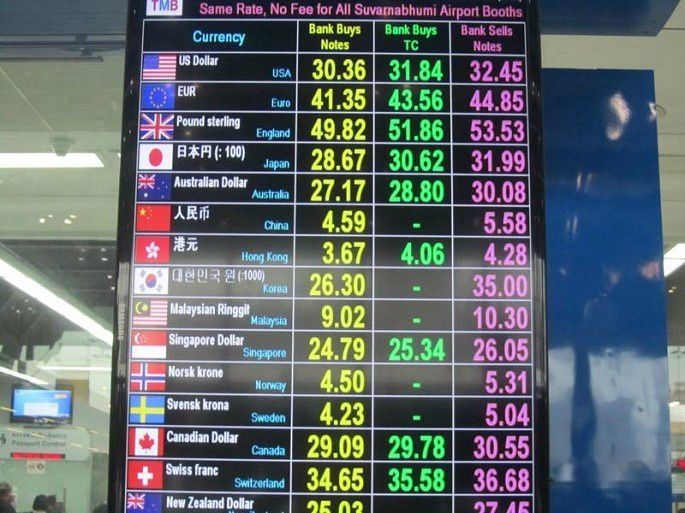 TMB Same Rate, No Fee for All Suvarnabhumi Airport Booths
Currency Bank Buys Notes Bank Buys TC Bank Sells Notes
US Dollar USA 30.36 31.84 32.45
EUR Euro 41.35 43.56 44.85
Pound sterling England 49.82 51.86 53.53
日本円 (: 100) Japan 28.67 30.62 31.99
Australian Dollar Australia 27.17 28.80 30.08
人民币 China 4.59 - 5.58
港元 Hong Kong 3.67 4.06 4.28
대한민국 원 (:1000) Korea 26.30 - 35.00
Malaysian Ringgit Malaysia 9.02 - 10.30
Singapore Dollar Singapore 24.79 25.34 26.05
Norsk krone Norway 4.50 - 5.31
Svensk krona Sweden 4.23 - 5.04
Canadian Dollar Canada 29.09 29.78 30.55
Swiss franc Switzerland 34.65 35.58 36.68
New Zealand Dollar 25.03 27.45
SAMSUNG
Passport Control